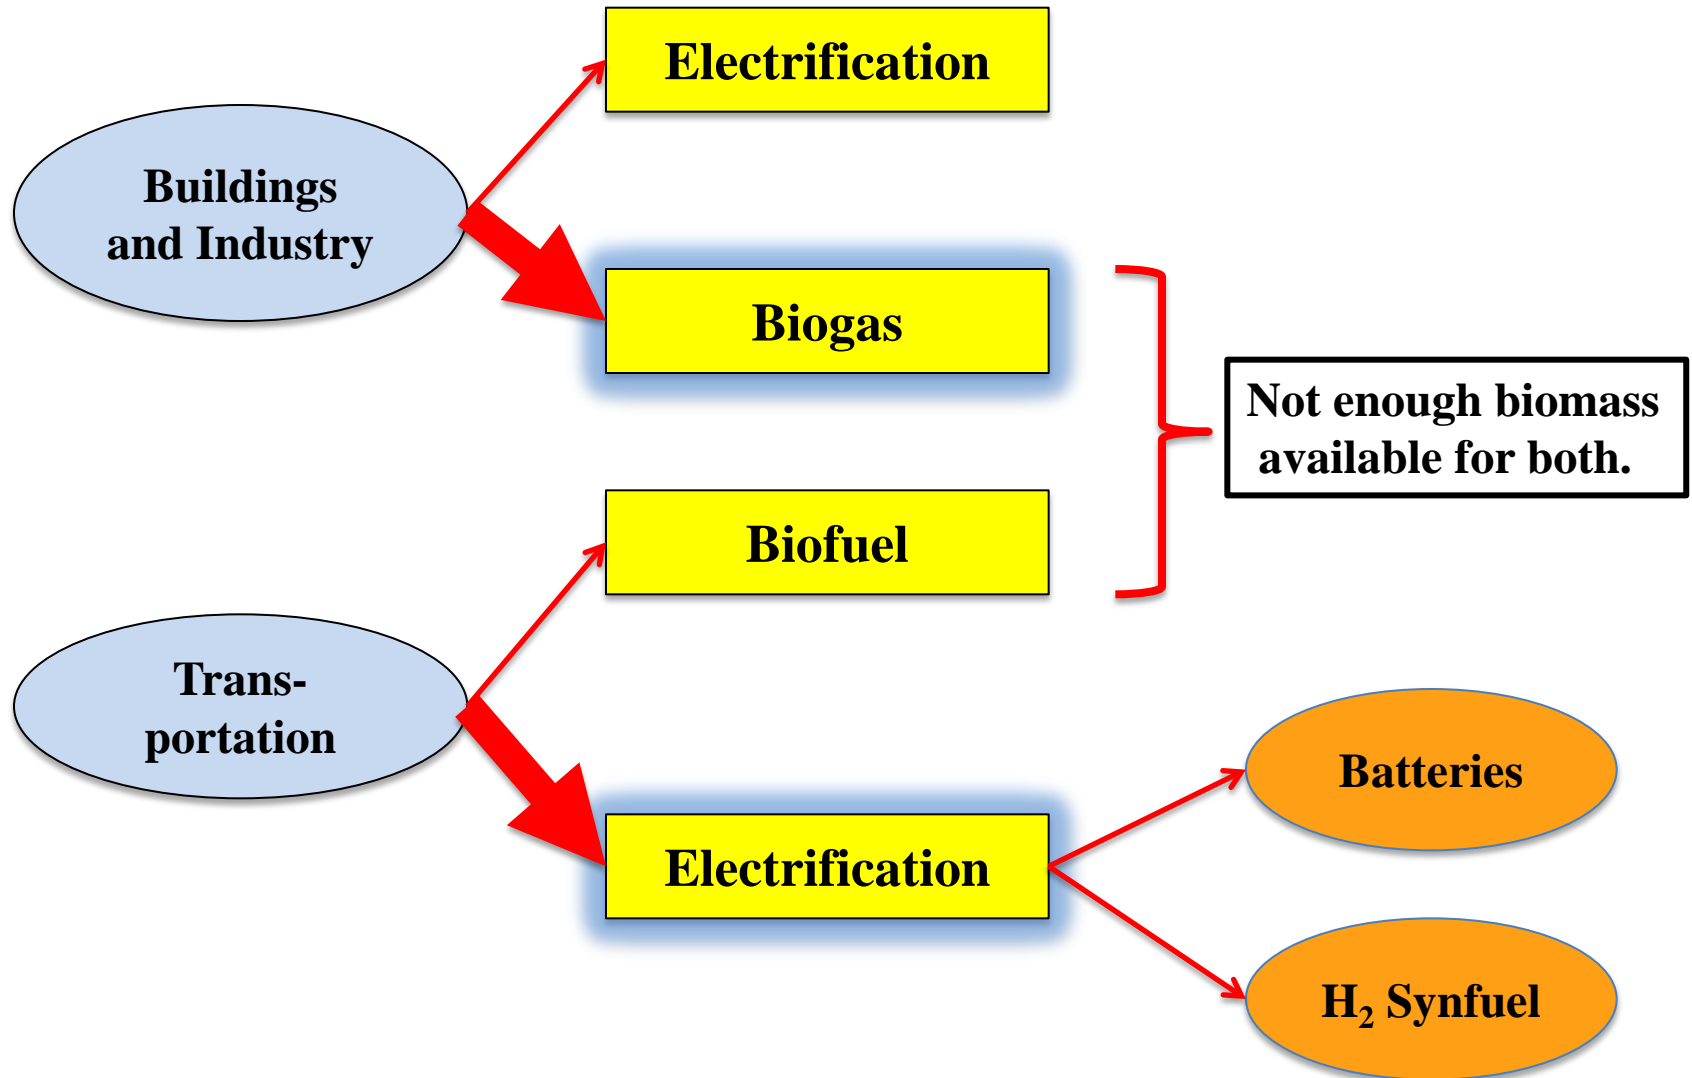 Electrification
Buildings
and Industry
Biogas
Not enough biomass
available for both.
Biofuel
Trans-
portation
Batteries
Electrification
H₂ Synfuel